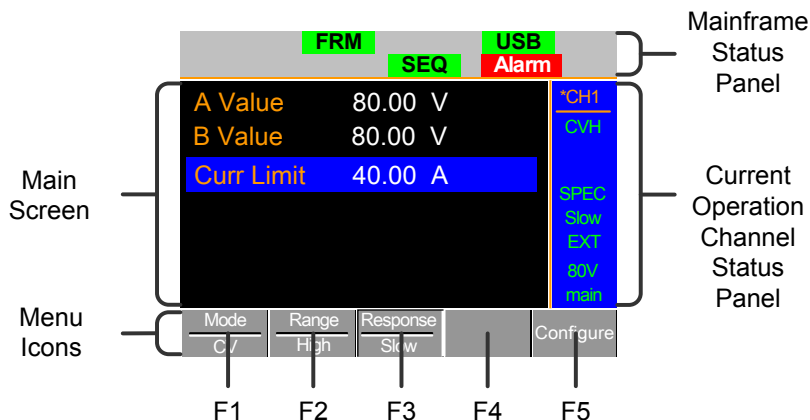 FRM USB
SEQ Alarm
Mainframe
Status
Panel
A Value 80.00 V
B Value 80.00 V
Curr Limit 40.00 A
*CH1
CVH
SPEC
Slow
EXT
80V
main
Main
Screen
Current
Operation
Channel
Status
Panel
Menu
Icons
Mode
CV
Range
High
Response
Slow
Configure
F1 F2 F3 F4 F5